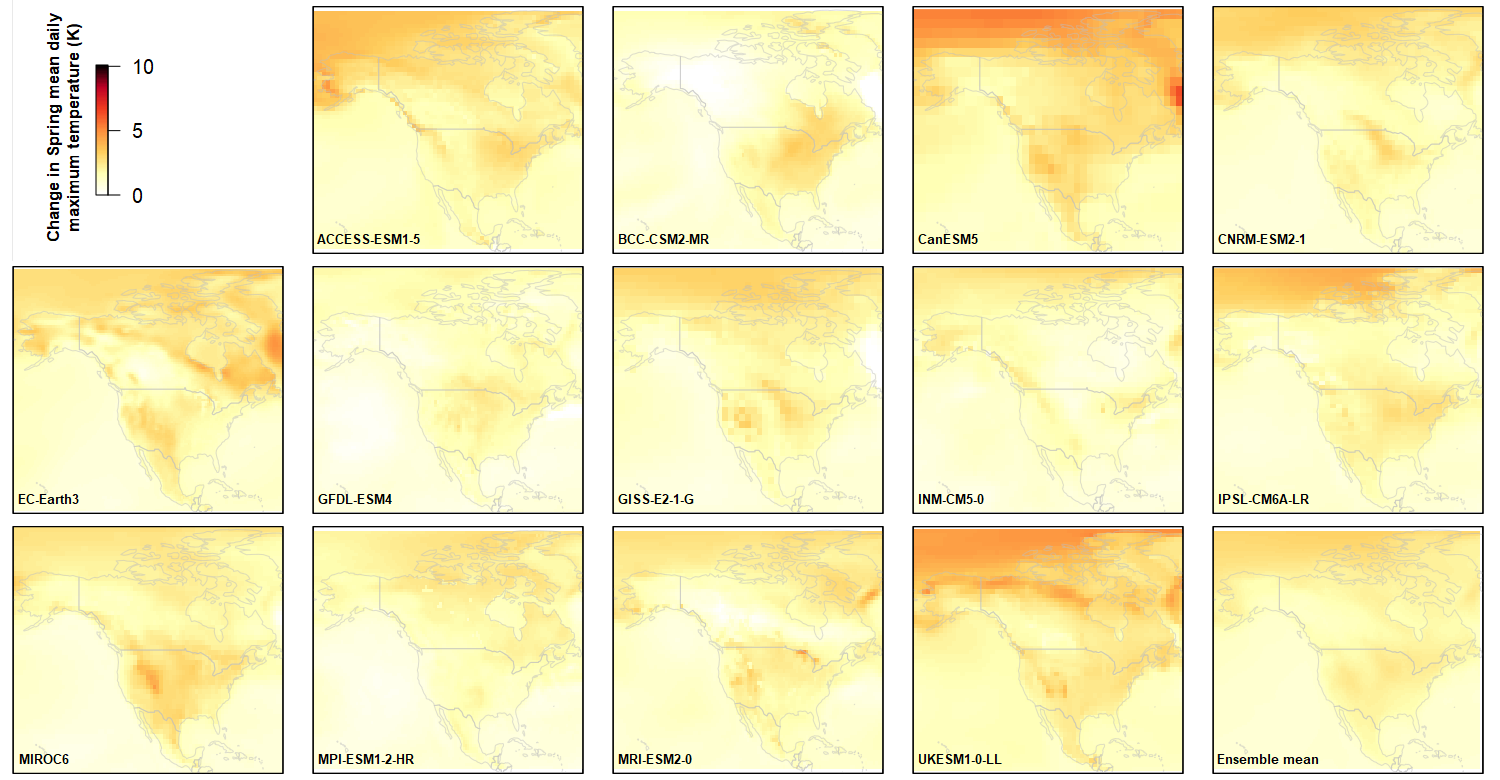 Change in Spring mean daily
maximum temperature (K)
10
5
0
ACCESS-ESM1-5
BCC-CSM2-MR
CanESM5
CNRM-ESM2-1
EC-Earth3
GFDL-ESM4
GISS-E2-1-G
INM-CM5-0
IPSL-CM6A-LR
MIROC6
MPI-ESM1-2-HR
MRI-ESM2-0
UKESM1-0-LL
Ensemble mean